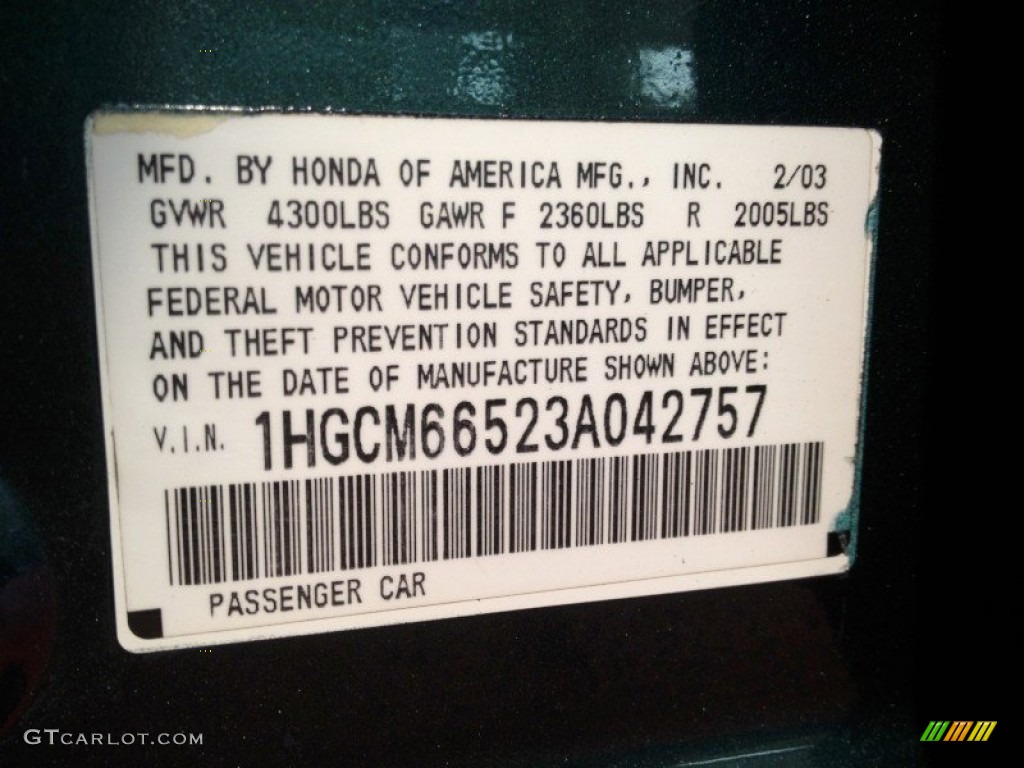 MFD. BY HONDA OF AMERICA MFG., INC. 2/03
GVWR 4300LBS GAWR F 2360LBS R 2005LBS
THIS VEHICLE CONFORMS TO ALL APPLICABLE
FEDERAL MOTOR VEHICLE SAFETY, BUMPER,
AND THEFT PREVENTION STANDARDS IN EFFECT
ON THE DATE OF MANUFACTURE SHOWN ABOVE:
V.I.N. 1HGCM66523A042757
PASSENGER CAR
GTCARLOT.COM